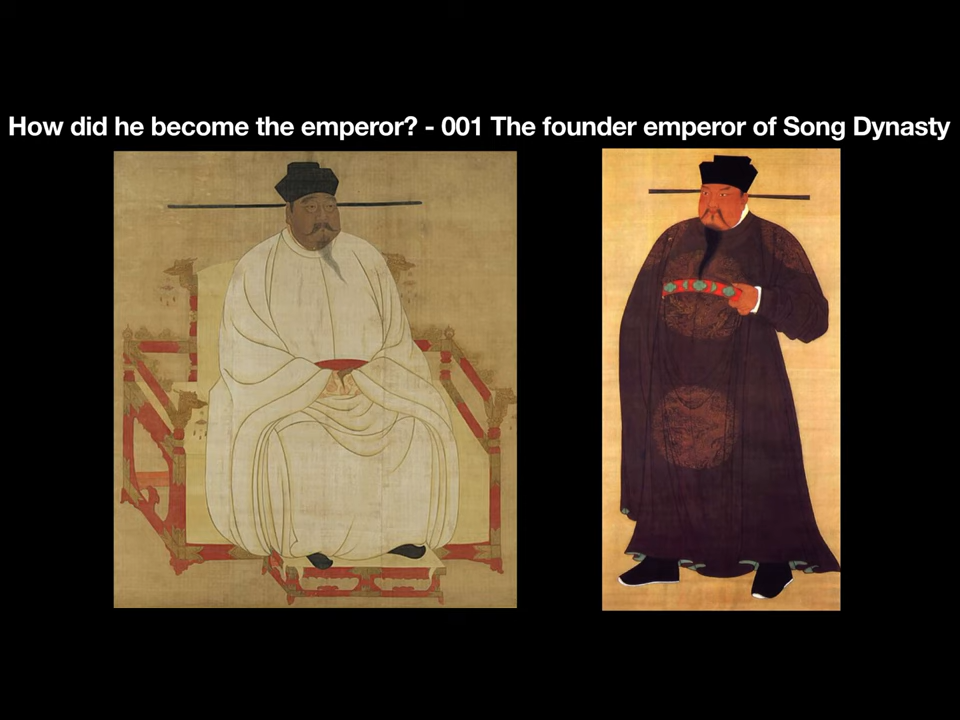 How did he become the emperor? - 001 The founder emperor of Song Dynasty